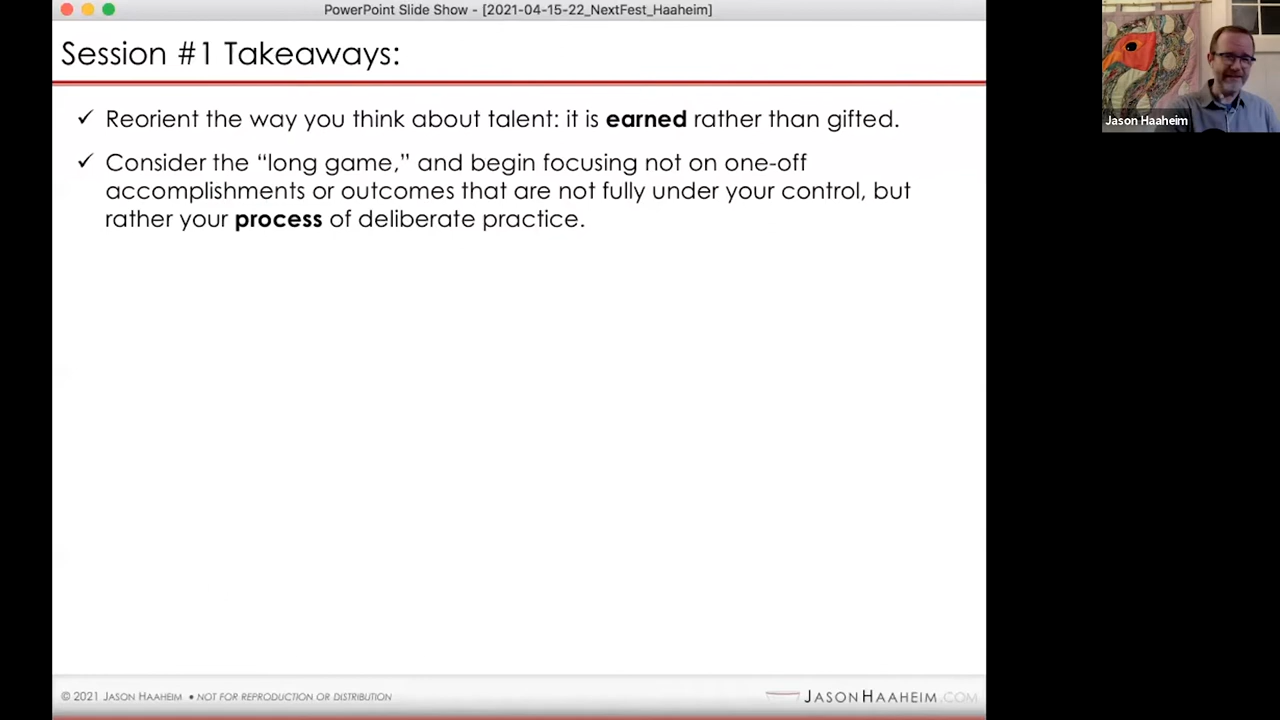 PowerPoint Slide Show - [2021-04-15-22_NextFest_Haaheim]
Session #1 Takeaways:
✓ Reorient the way you think about talent: it is earned rather than gifted.
✓ Consider the “long game,” and begin focusing not on one-off
accomplishments or outcomes that are not fully under your control, but
rather your process of deliberate practice.
Jason Haaheim
© 2021 JASON HAAHEIM • NOT FOR REPRODUCTION OR DISTRIBUTION
JASONHAAHEIM.COM